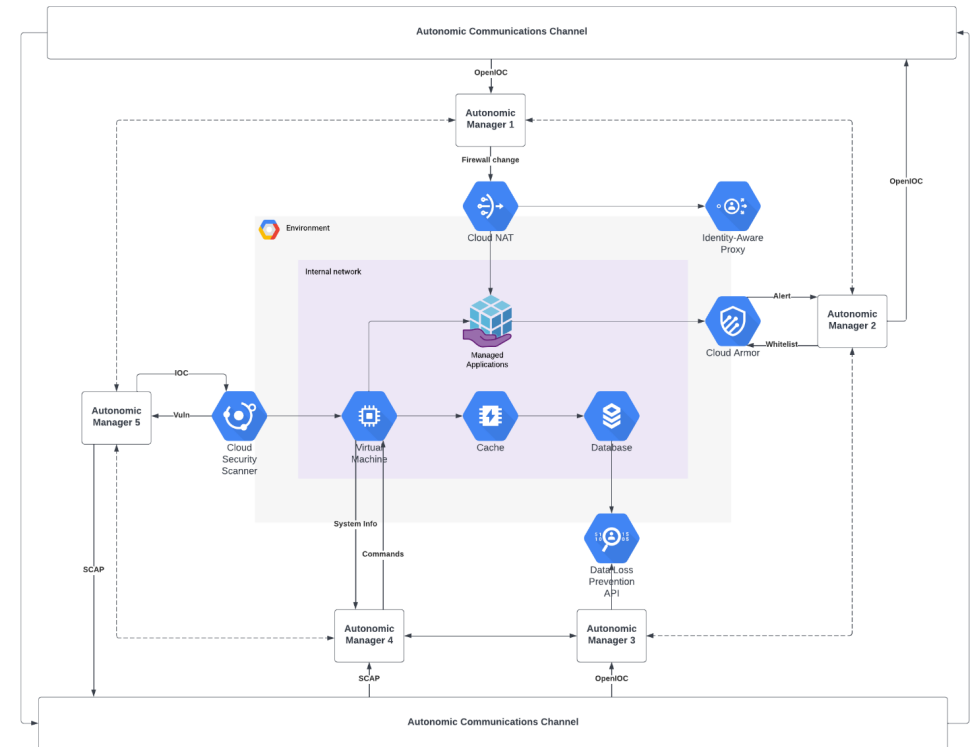 Autonomic Communications Channel
OpenIOC
Autonomic
Manager 1
Firewall change
OpenIOC
Cloud NAT
Identity-Aware
Proxy
Environment
Internal network
Managed
Applications
Alert
Autonomic
Manager 2
Whitelist
Cloud Armor
IOC
Autonomic
Manager 5
Vuln
Cloud
Security
Scanner
Virtual
Machine
Cache
Database
System Info
Commands
Data Loss
Prevention
API
SCAP
Autonomic
Manager 4
Autonomic
Manager 3
SCAP
OpenIOC
Autonomic Communications Channel